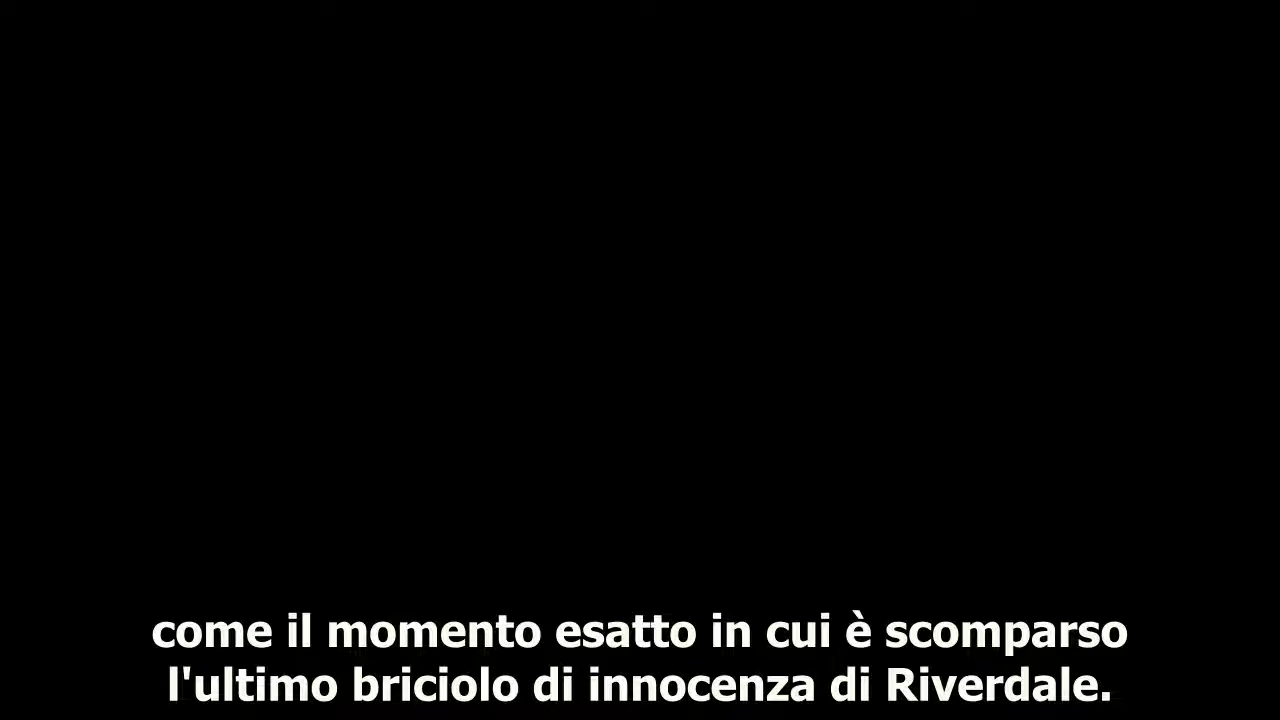 come il momento esatto in cui è scomparso
l'ultimo briciolo di innocenza di Riverdale.